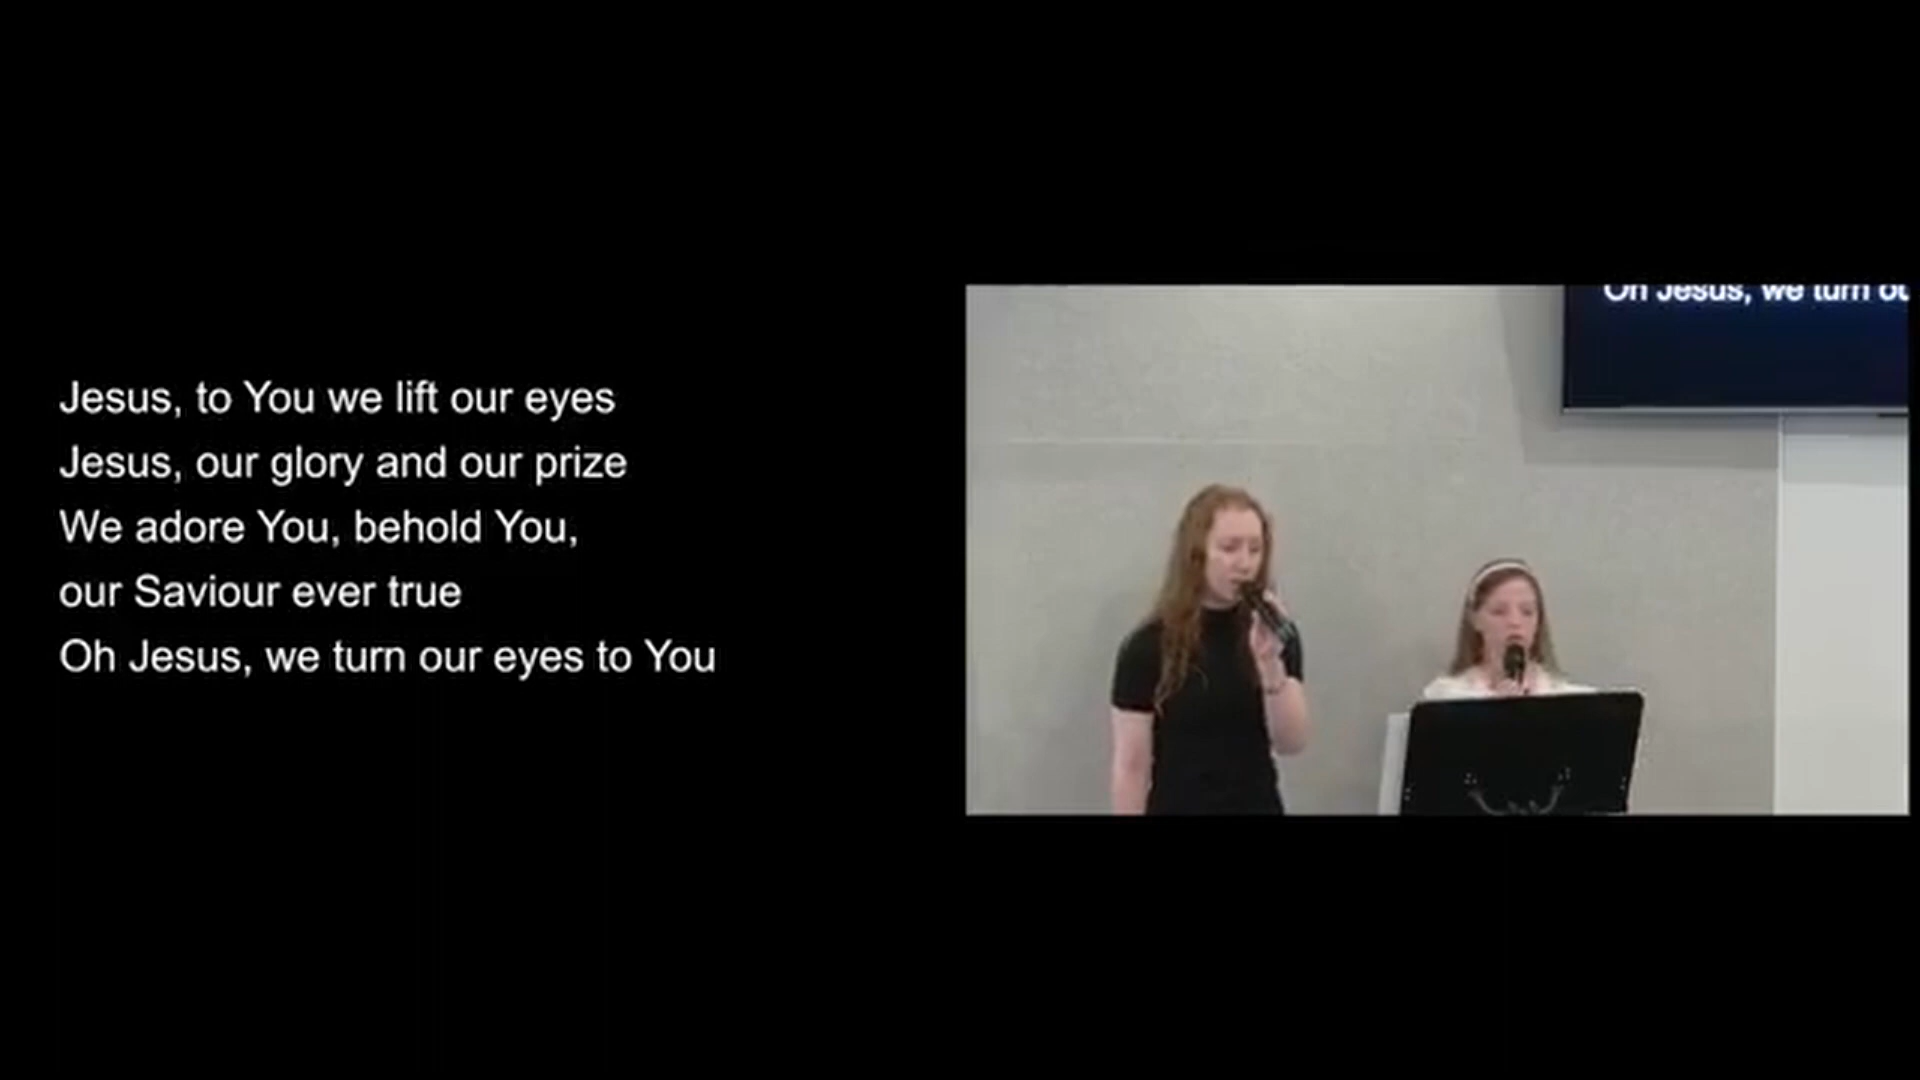 Jesus, to You we lift our eyes
Jesus, our glory and our prize
We adore You, behold You,
our Saviour ever true
Oh Jesus, we turn our eyes to You
Oh Jesus, we turn ou